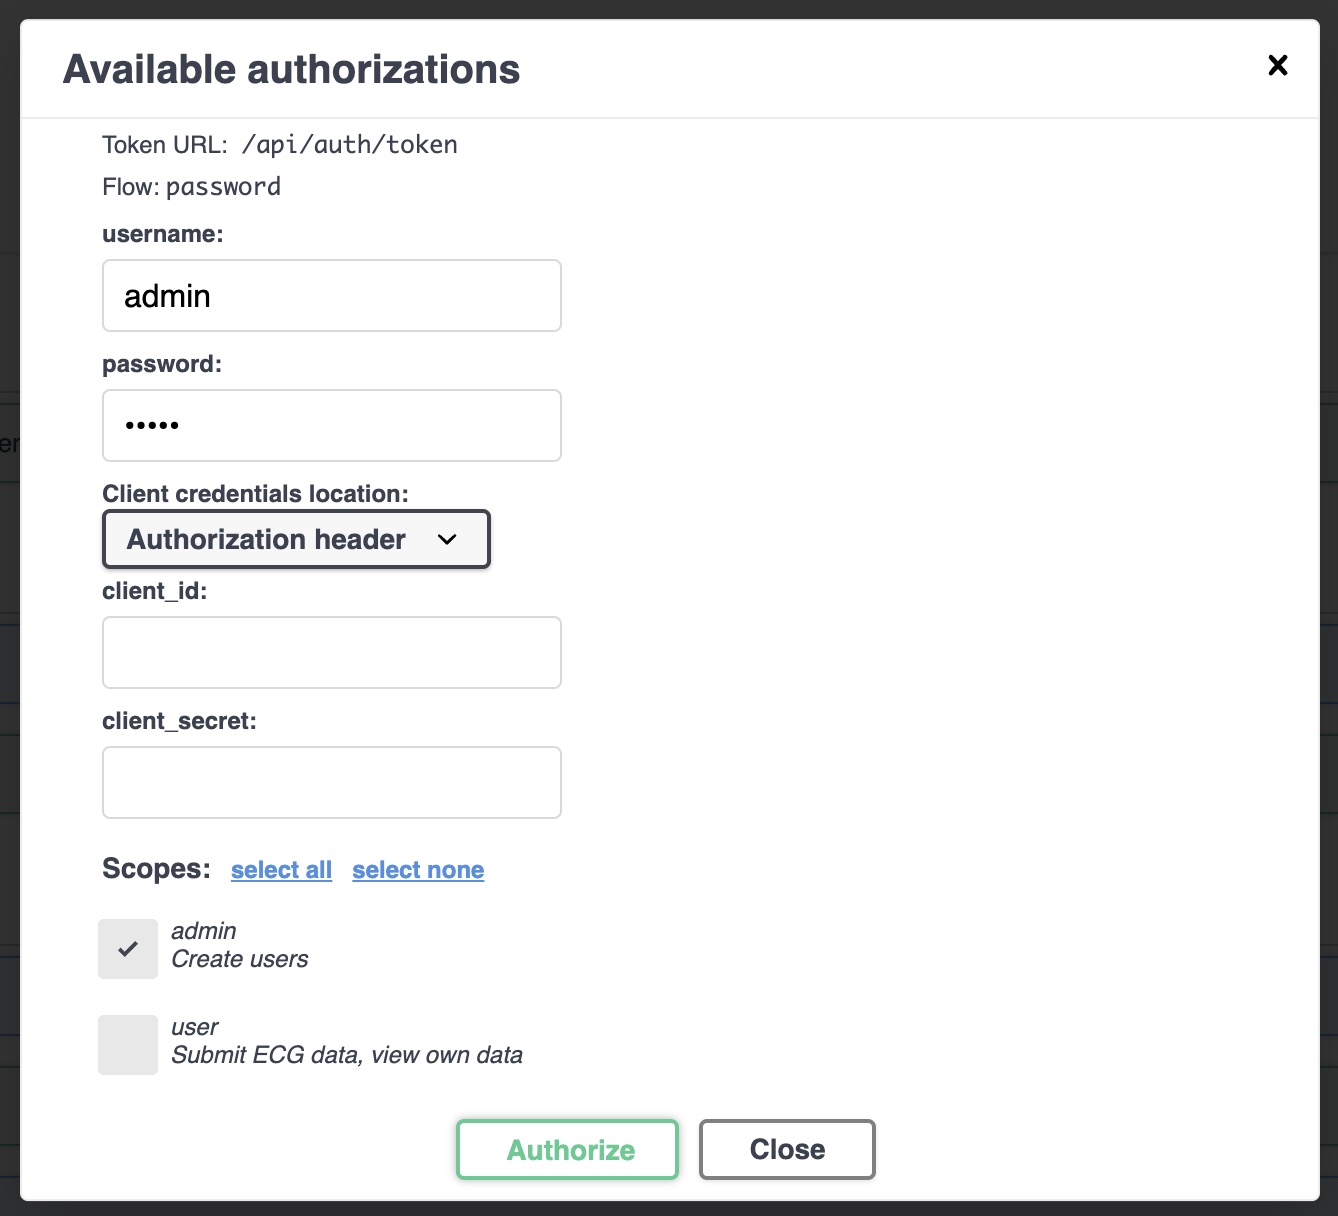 Available authorizations
Token URL: /api/auth/token
Flow: password
username:
admin
password:
•••••
Client credentials location:
Authorization header
client_id:
client_secret:
Scopes: select all select none
admin
Create users
user
Submit ECG data, view own data
Authorize Close